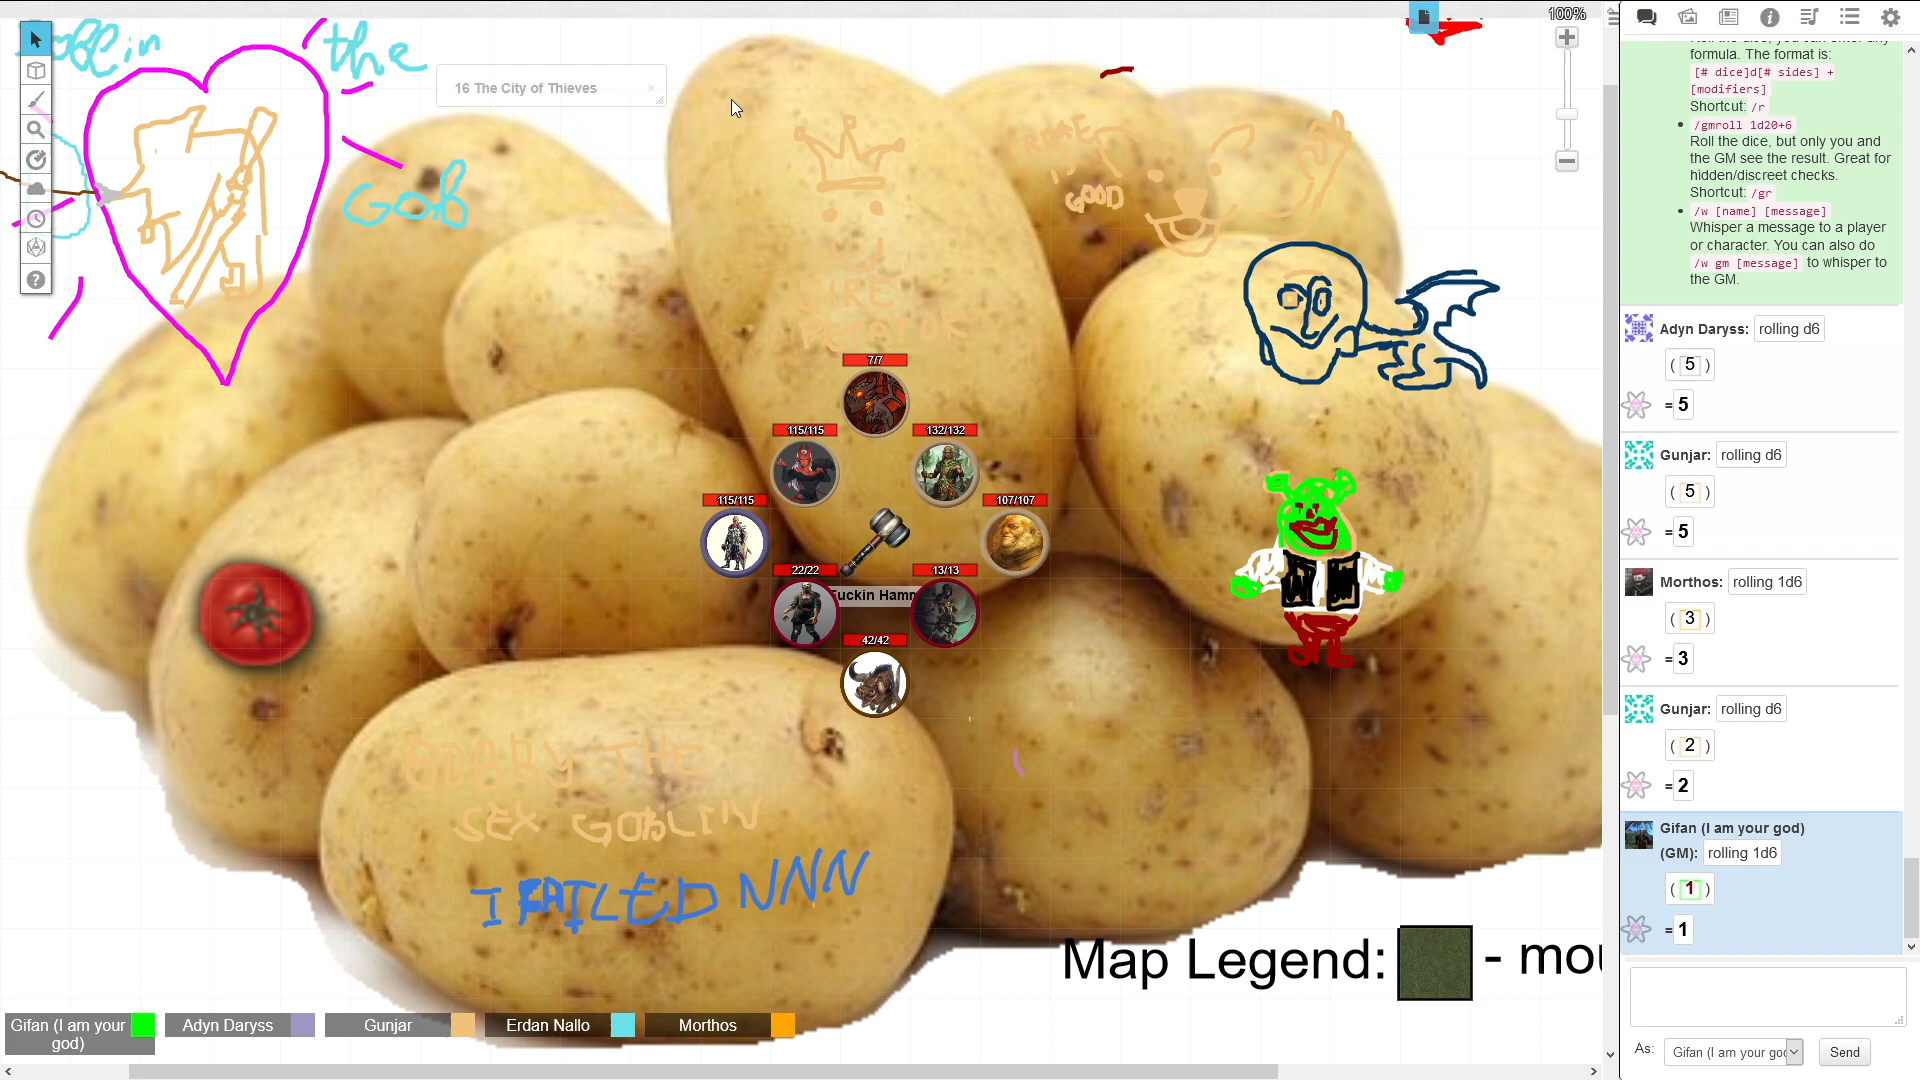 100%
the
16 The City of Thieves
Gob
IS
GOOD
SIRE
7/7
115/115
132/132
115/115
107/107
22/22
13/13
Fuckin Hamm
42/42
BOBBY THE
SEX GOBLIN
I FAILED NNN
Map Legend:
- mou
Gifan (I am your god)
Adyn Daryss
Gunjar
Erdan Nallo
Morthos
formula. The format is:
[# dice]d[# sides] +
[modifiers]
Shortcut: /r
/gmroll 1d20+6
Roll the dice, but only you and
the GM see the result. Great for
hidden/discreet checks.
Shortcut: /gr
/w [name] [message]
Whisper a message to a player
or character. You can also do
/w gm [message] to whisper to
the GM.
Adyn Daryss: rolling d6
( 5 )
=5
Gunjar: rolling d6
( 5 )
=5
Morthos: rolling 1d6
( 3 )
=3
Gunjar: rolling d6
( 2 )
=2
Gifan (I am your god)
(GM): rolling 1d6
( 1 )
=1
As: Gifan (I am your god Send